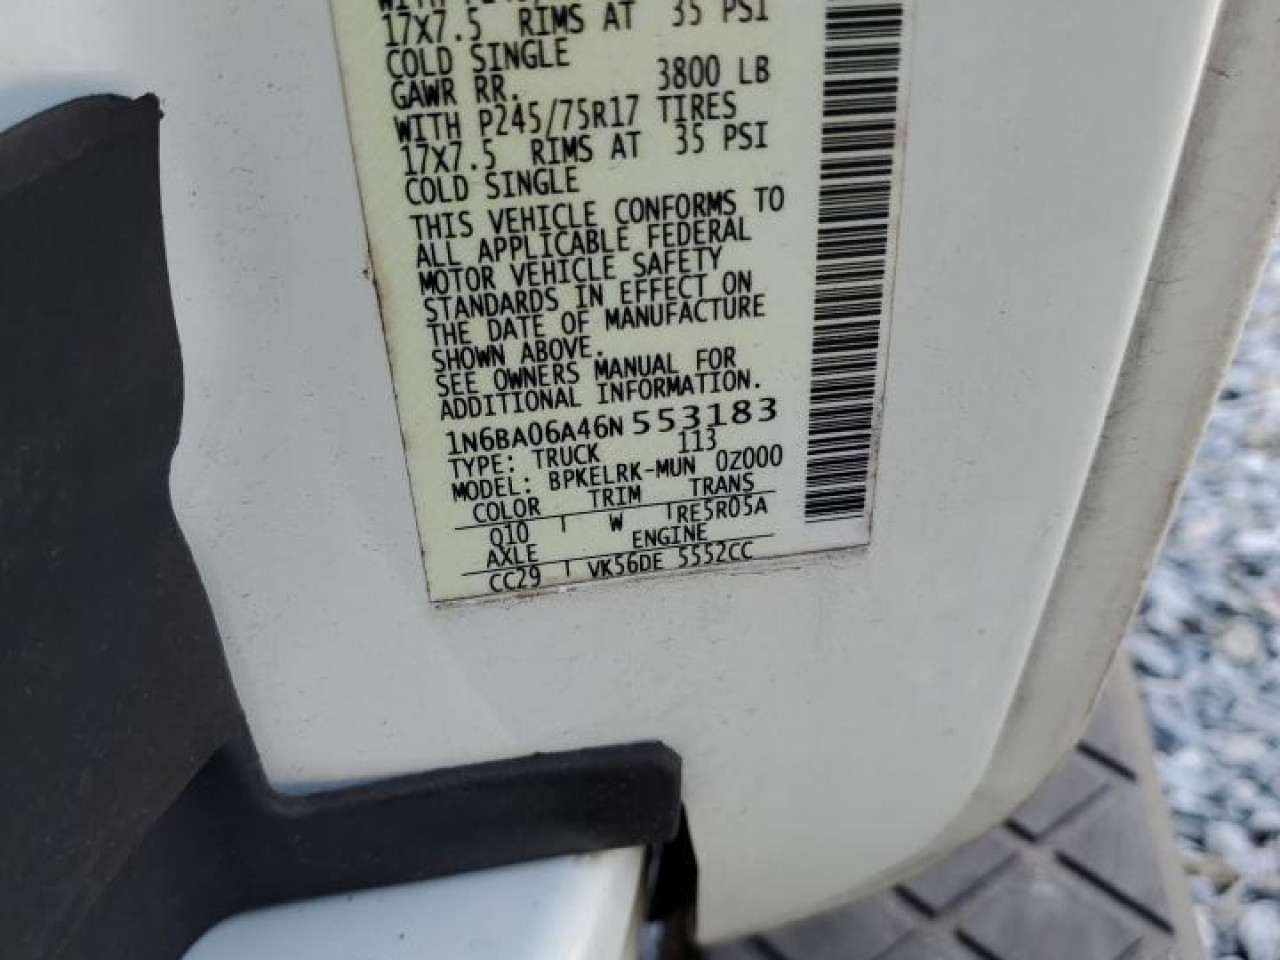 17X7.5 RIMS AT 35 PSI
COLD SINGLE
GAWR RR. 3800 LB
WITH P245/75R17 TIRES
17X7.5 RIMS AT 35 PSI
COLD SINGLE
THIS VEHICLE CONFORMS TO
ALL APPLICABLE FEDERAL
MOTOR VEHICLE SAFETY
STANDARDS IN EFFECT ON
THE DATE OF MANUFACTURE
SHOWN ABOVE.
SEE OWNERS MANUAL FOR
ADDITIONAL INFORMATION.
1N6BA06A46N553183
TYPE: TRUCK 113
MODEL: BPKELRK-MUN 0Z000
COLOR TRIM TRANS
Q10 W RE5R05A
AXLE ENGINE
CC29 VK56DE 5552CC